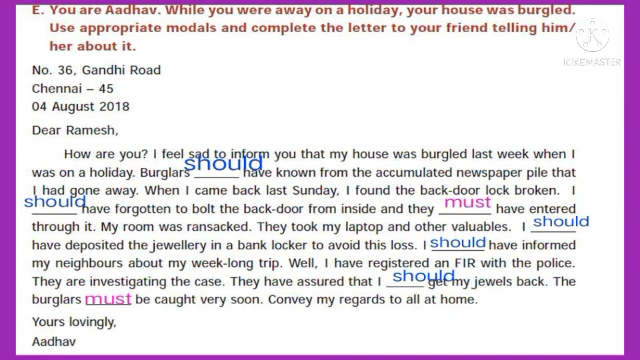 E. You are Aadhav. While you were away on a holiday, your house was burgled.
Use appropriate modals and complete the letter to your friend telling him/
her about it.
KINEMASTER
No. 36, Gandhi Road
Chennai – 45
04 August 2018
Dear Ramesh,
How are you? I feel sad to inform you that my house was burgled last week when I
was on a holiday. Burglars should have known from the accumulated newspaper pile that
I had gone away. When I came back last Sunday, I found the back-door lock broken. I
should have forgotten to bolt the back-door from inside and they must have entered
through it. My room was ransacked. They took my laptop and other valuables. I should
have deposited the jewellery in a bank locker to avoid this loss. I should have informed
my neighbours about my week-long trip. Well, I have registered an FIR with the police.
They are investigating the case. They have assured that I should get my jewels back. The
burglars must be caught very soon. Convey my regards to all at home.
Yours lovingly,
Aadhav